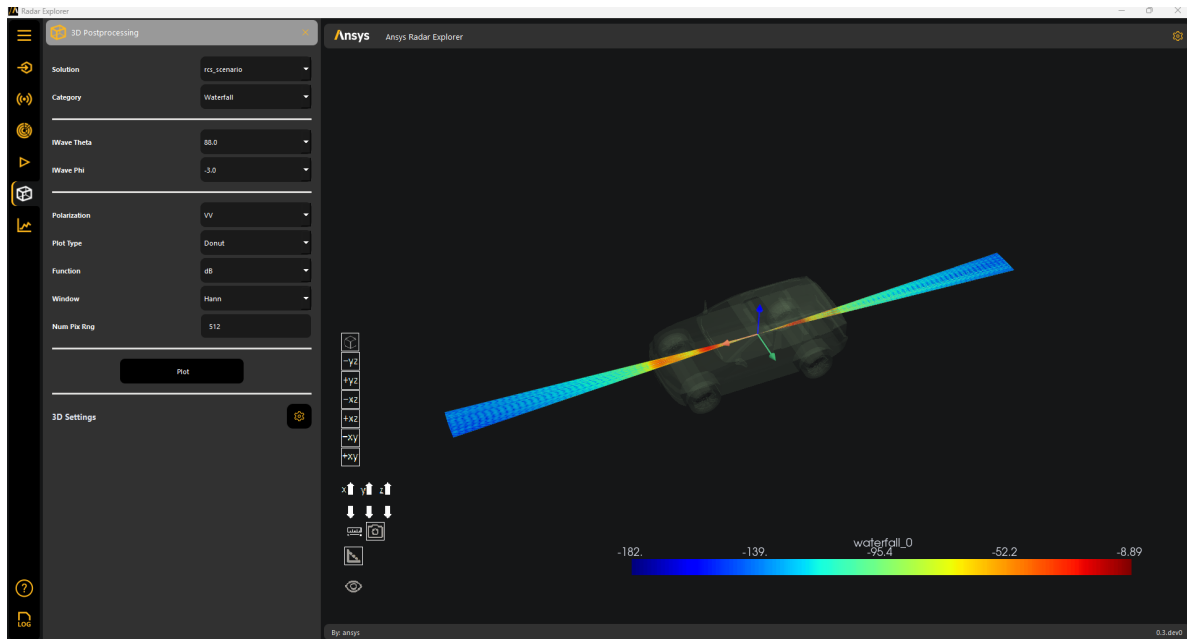 Radar Explorer
3D Postprocessing
Solution
rcs_scenario
Category
Waterfall
IWave Theta
88.0
IWave Phi
-3.0
Polarization
VV
Plot Type
Donut
Function
dB
Window
Hann
Num Pix Rng
512
Plot
3D Settings
LOG
Ansys
Ansys Radar Explorer
-yz
+yz
-xz
+xz
-xy
+xy
x y z
waterfall_0
-182. -139. -95.4 -52.2 -8.89
By: ansys
0.3.dev0